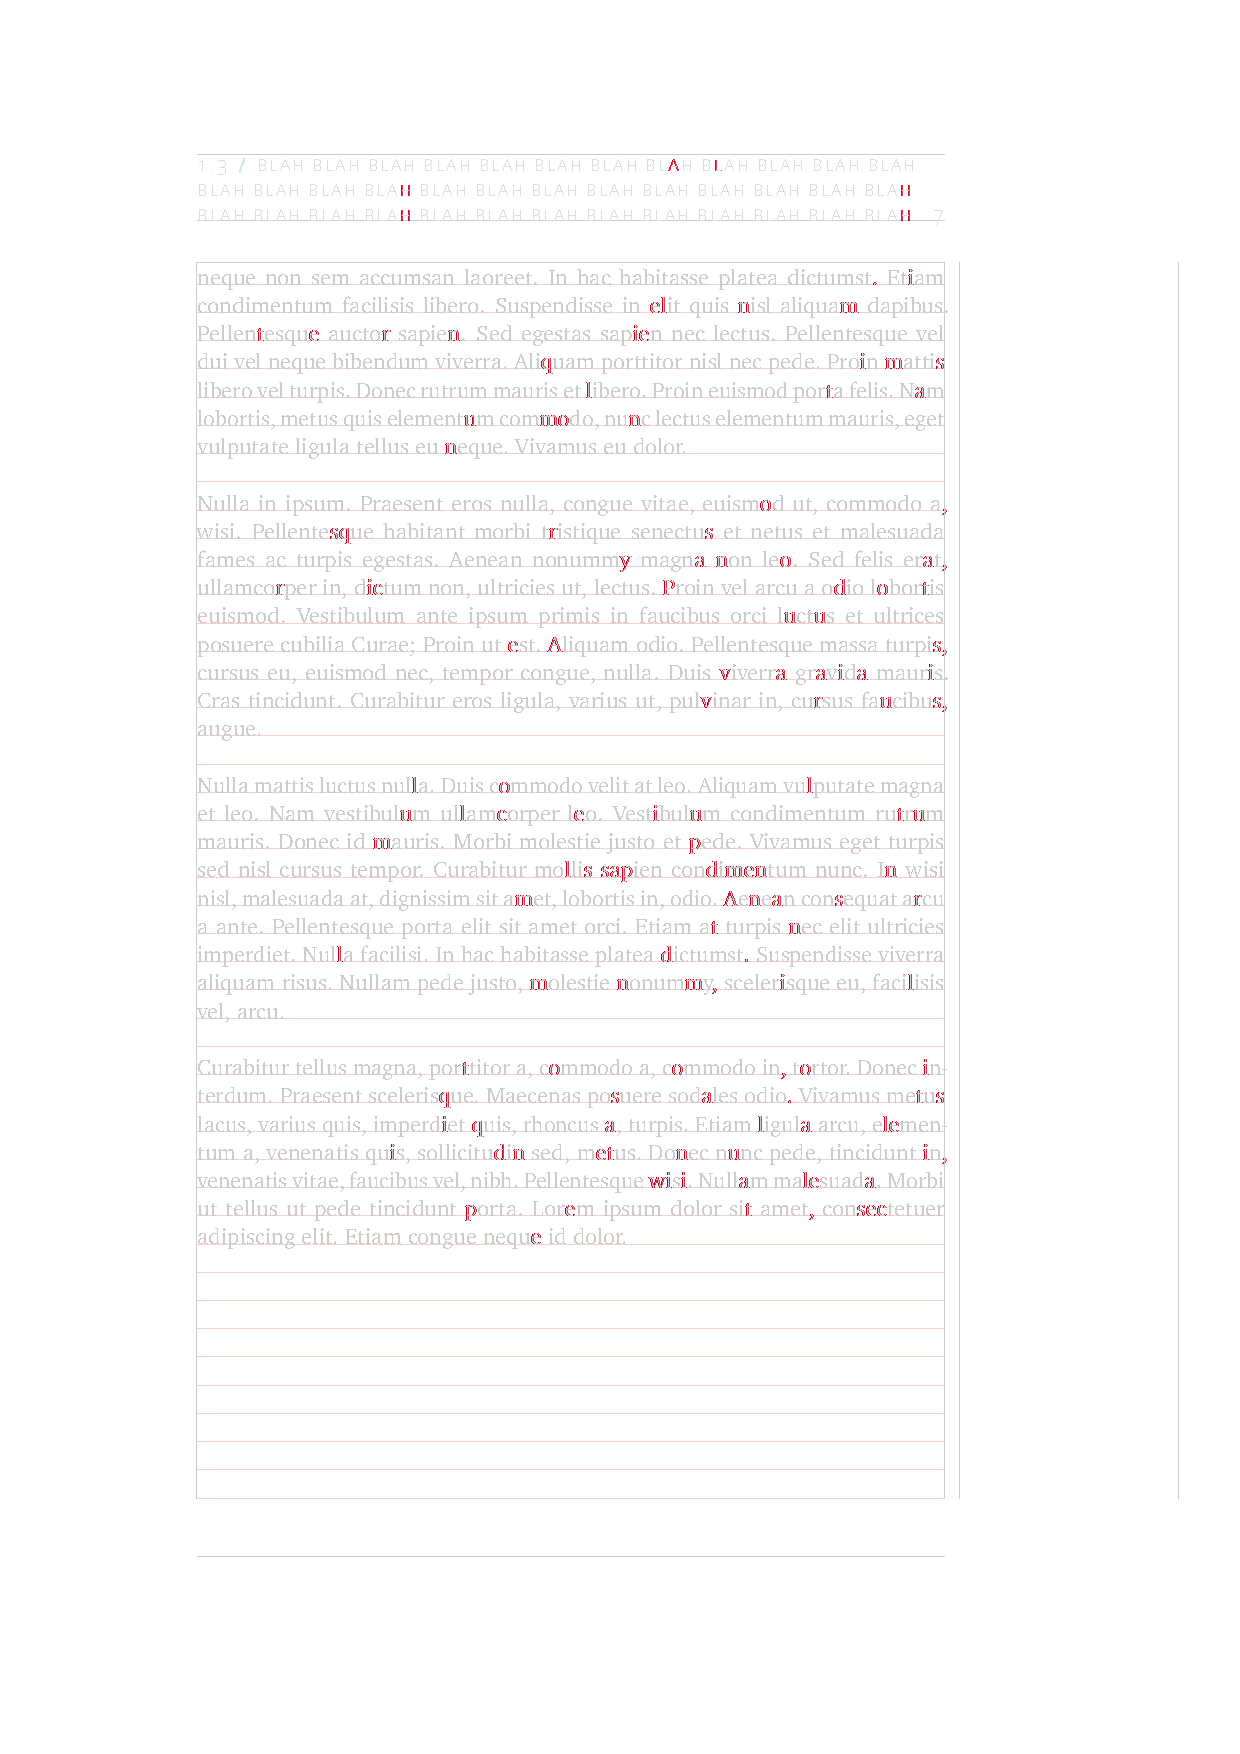 1.3 / BLAH BLAH BLAH BLAH BLAH BLAH BLAH BLAH BLAH BLAH BLAH BLAH
BLAH BLAH BLAH BLAH BLAH BLAH BLAH BLAH BLAH BLAH BLAH BLAH BLAH
BLAH BLAH BLAH BLAH BLAH BLAH BLAH BLAH BLAH BLAH BLAH BLAH BLAH 7
neque non sem accumsan laoreet. In hac habitasse platea dictumst. Etiam
condimentum facilisis libero. Suspendisse in elit quis nisl aliquam dapibus.
Pellentesque auctor sapien. Sed egestas sapien nec lectus. Pellentesque vel
dui vel neque bibendum viverra. Aliquam porttitor nisl nec pede. Proin mattis
libero vel turpis. Donec rutrum mauris et libero. Proin euismod porta felis. Nam
lobortis, metus quis elementum commodo, nunc lectus elementum mauris, eget
vulputate ligula tellus eu neque. Vivamus eu dolor.
Nulla in ipsum. Praesent eros nulla, congue vitae, euismod ut, commodo a,
wisi. Pellentesque habitant morbi tristique senectus et netus et malesuada
fames ac turpis egestas. Aenean nonummy magna non leo. Sed felis erat,
ullamcorper in, dictum non, ultricies ut, lectus. Proin vel arcu a odio lobortis
euismod. Vestibulum ante ipsum primis in faucibus orci luctus et ultrices
posuere cubilia Curae; Proin ut est. Aliquam odio. Pellentesque massa turpis,
cursus eu, euismod nec, tempor congue, nulla. Duis viverra gravida mauris.
Cras tincidunt. Curabitur eros ligula, varius ut, pulvinar in, cursus faucibus,
augue.
Nulla mattis luctus nulla. Duis commodo velit at leo. Aliquam vulputate magna
et leo. Nam vestibulum ullamcorper leo. Vestibulum condimentum rutrum
mauris. Donec id mauris. Morbi molestie justo et pede. Vivamus eget turpis
sed nisl cursus tempor. Curabitur mollis sapien condimentum nunc. In wisi
nisl, malesuada at, dignissim sit amet, lobortis in, odio. Aenean consequat arcu
a ante. Pellentesque porta elit sit amet orci. Etiam at turpis nec elit ultricies
imperdiet. Nulla facilisi. In hac habitasse platea dictumst. Suspendisse viverra
aliquam risus. Nullam pede justo, molestie nonummy, scelerisque eu, facilisis
vel, arcu.
Curabitur tellus magna, porttitor a, commodo a, commodo in, tortor. Donec in-
terdum. Praesent scelerisque. Maecenas posuere sodales odio. Vivamus metus
lacus, varius quis, imperdiet quis, rhoncus a, turpis. Etiam ligula arcu, elemen-
tum a, venenatis quis, sollicitudin sed, metus. Donec nunc pede, tincidunt in,
venenatis vitae, faucibus vel, nibh. Pellentesque wisi. Nullam malesuada. Morbi
ut tellus ut pede tincidunt porta. Lorem ipsum dolor sit amet, consectetuer
adipiscing elit. Etiam congue neque id dolor.